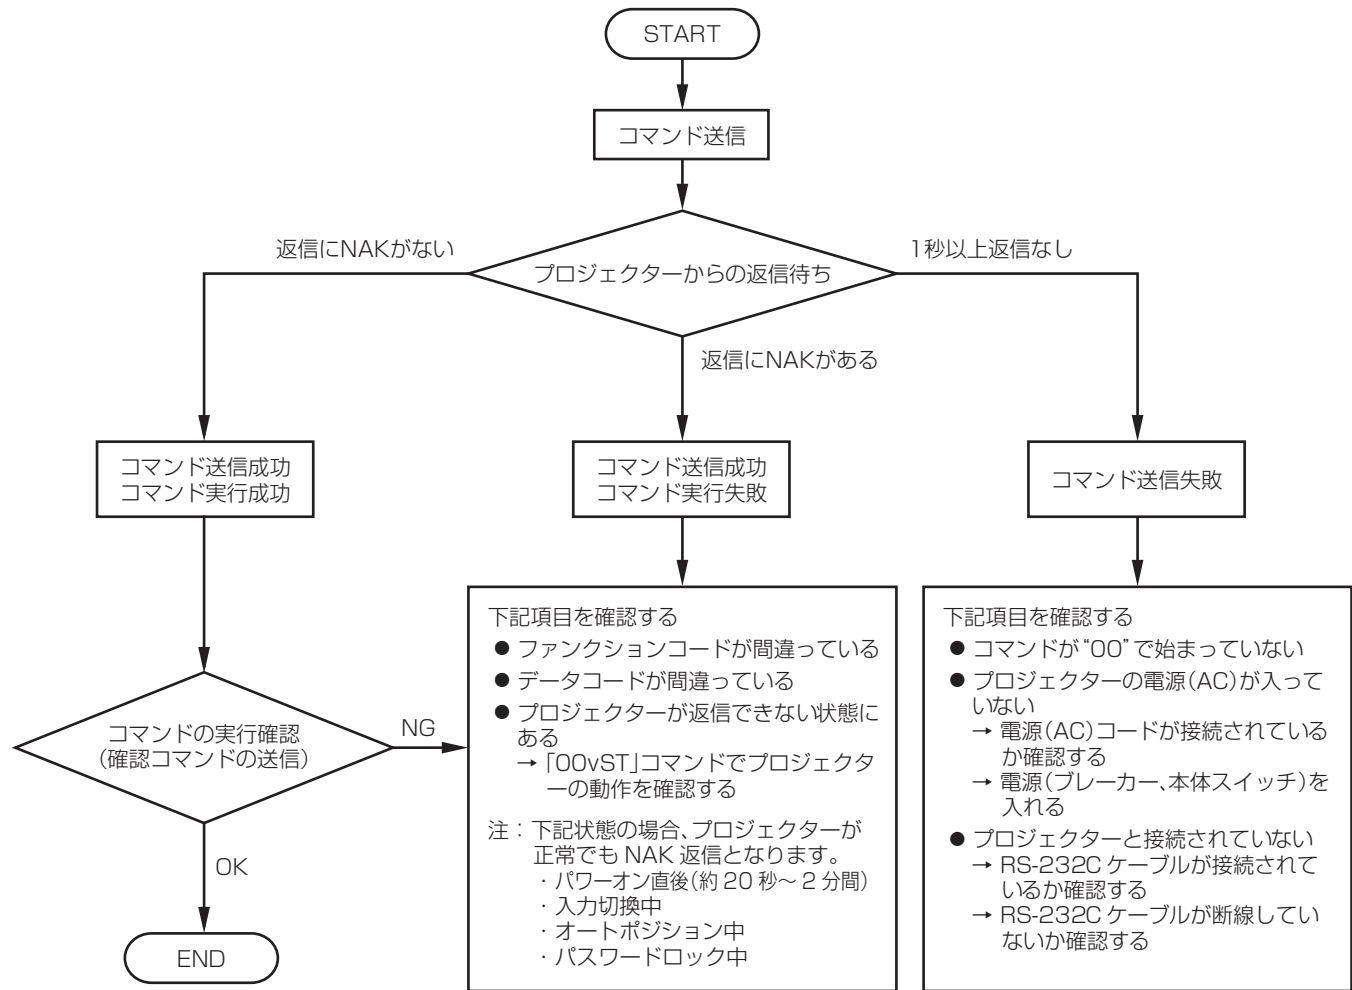 START
コマンド送信
返信にNAKがない
1秒以上返信なし
プロジェクターからの返信待ち
返信にNAKがある
コマンド送信成功
コマンド実行成功
コマンド送信成功
コマンド実行失敗
コマンド送信失敗
コマンドの実行確認
(確認コマンドの送信)
NG
OK
END
下記項目を確認する
● ファンクションコードが間違っている
● データコードが間違っている
● プロジェクターが返信できない状態に
ある
→「00vST」コマンドでプロジェクタ
ーの動作を確認する
注：下記状態の場合、プロジェクターが
正常でも NAK 返信となります。
・パワーオン直後(約 20 秒～ 2 分間)
・入力切換中
・オートポジション中
・パスワードロック中
下記項目を確認する
● コマンドが“00”で始まっていない
● プロジェクターの電源(AC)が入って
いない
→ 電源(AC)コードが接続されている
か確認する
→ 電源(ブレーカー、本体スイッチ)を
入れる
● プロジェクターと接続されていない
→ RS-232C ケーブルが接続されて
いるか確認する
→ RS-232C ケーブルが断線してい
ないか確認する